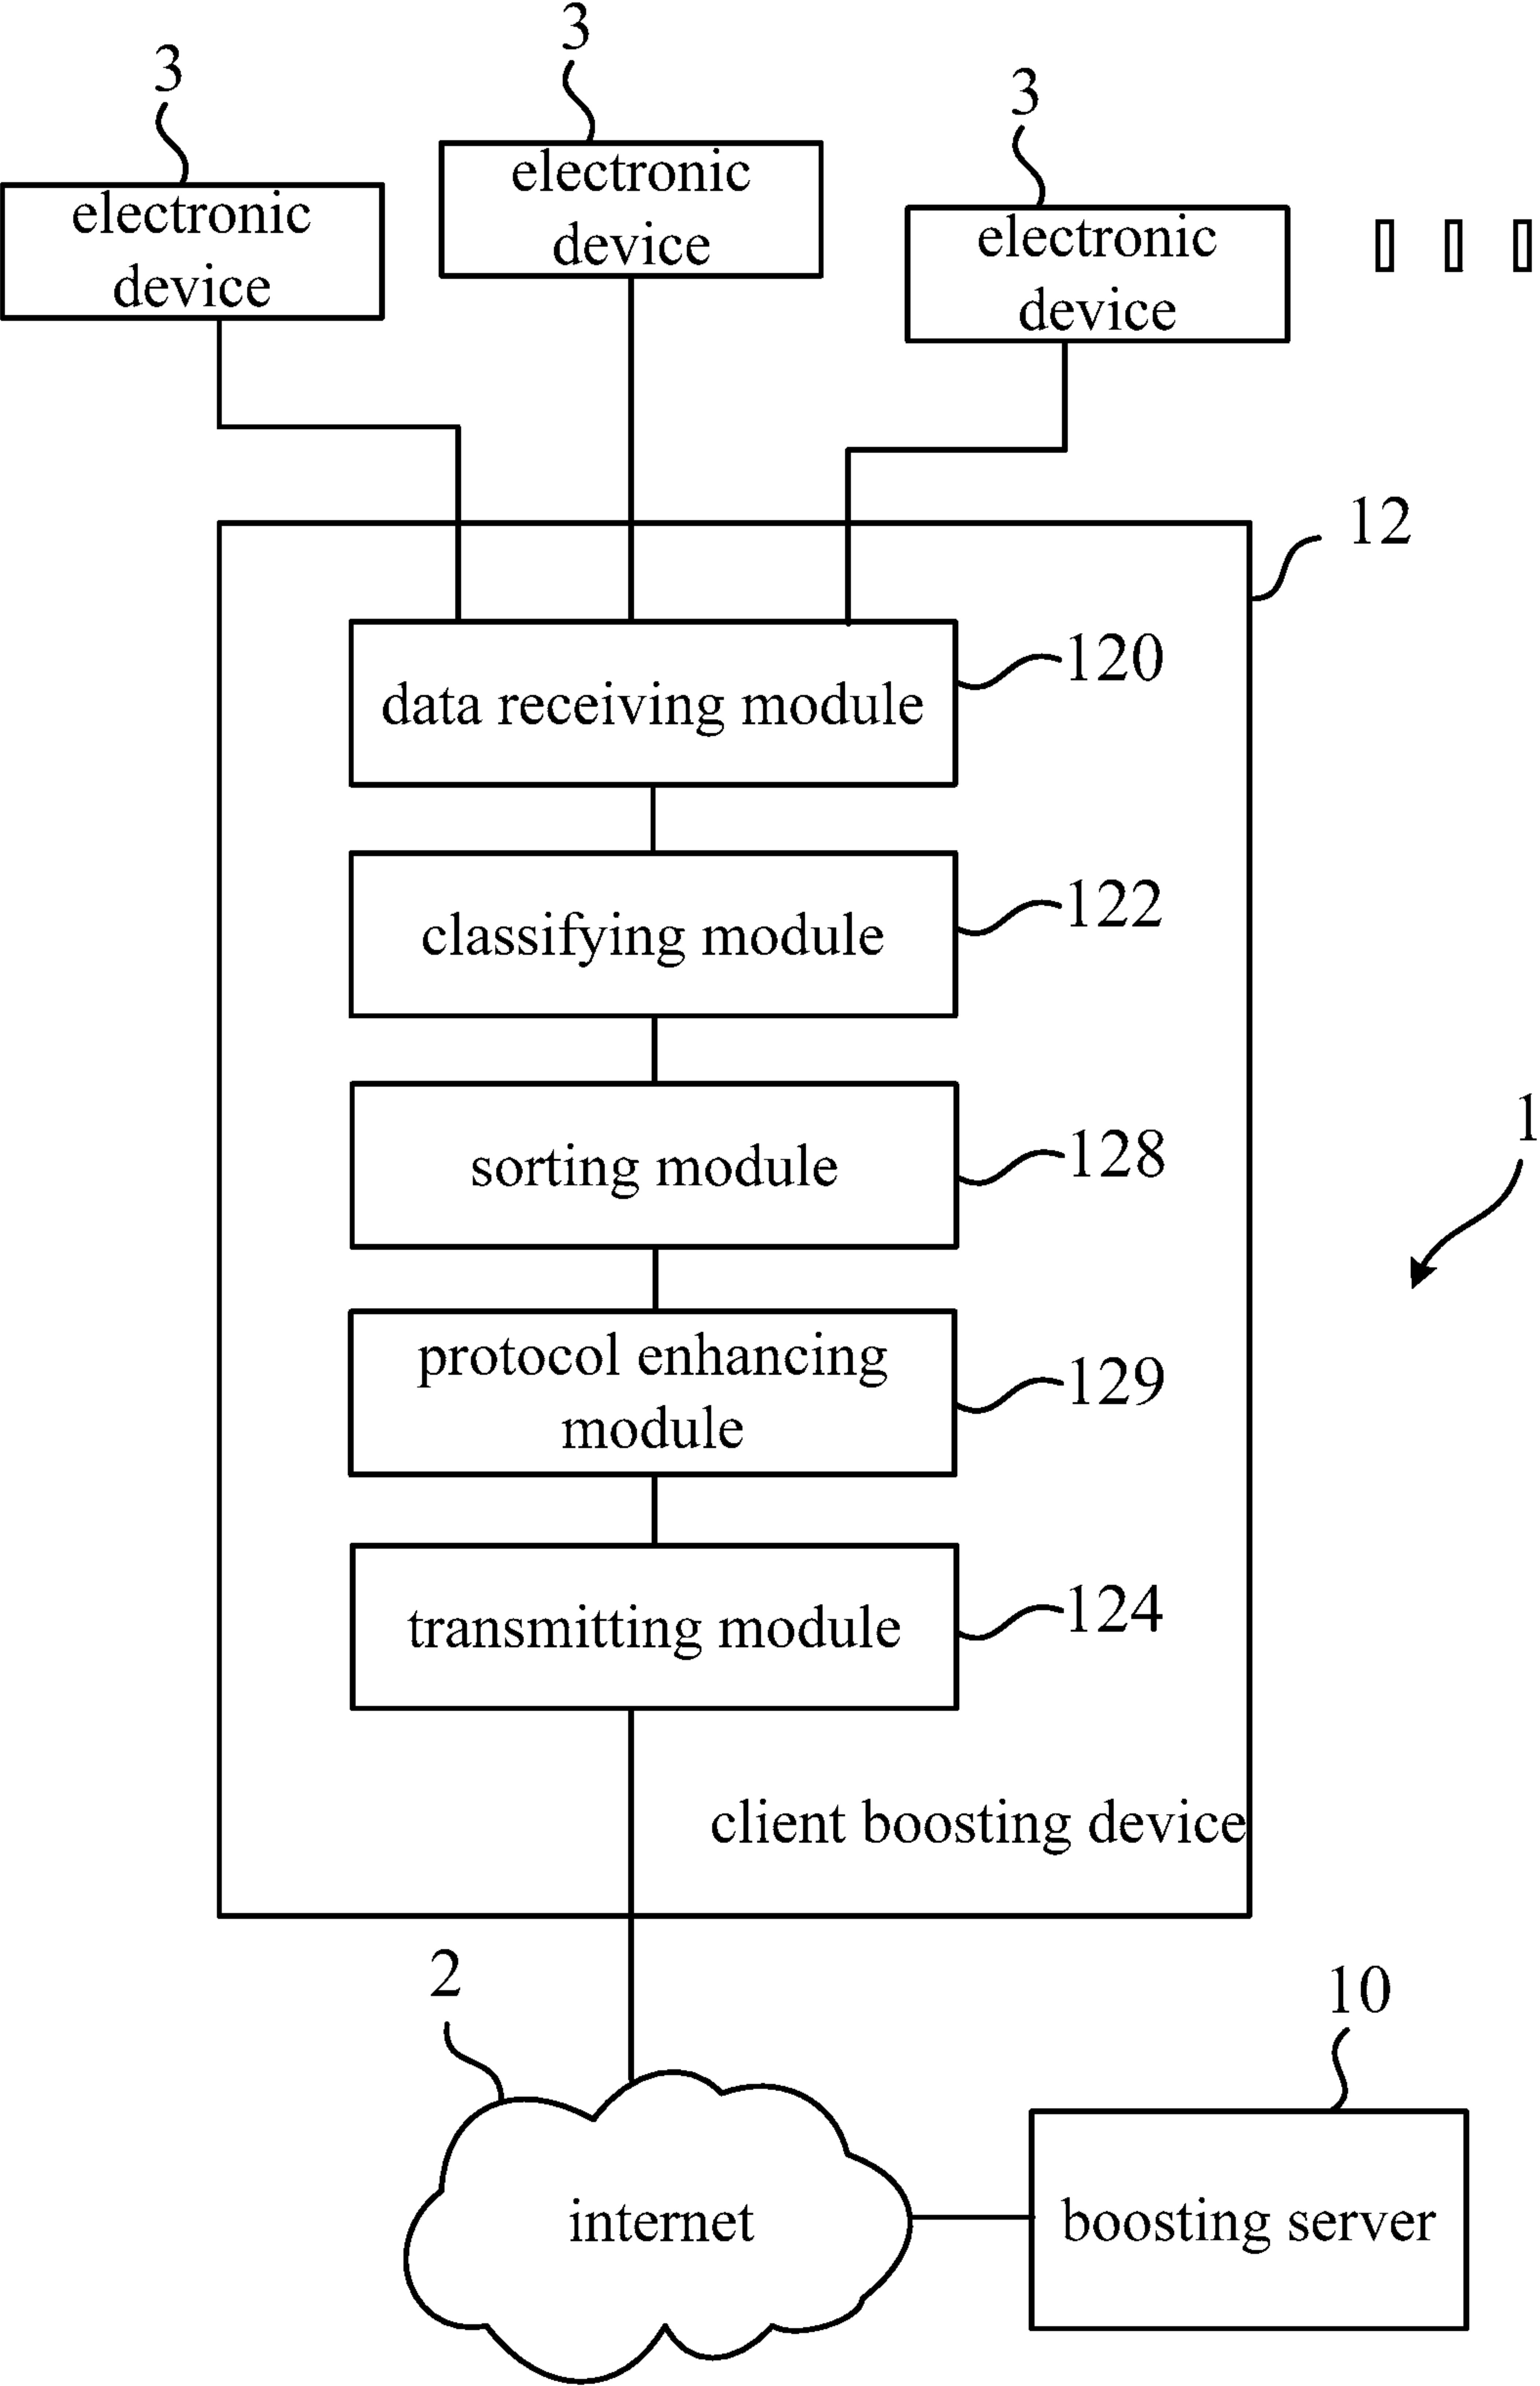 3
3
3
electronic
device
electronic
device
electronic
device
12
120
data receiving module
122
classifying module
128
sorting module
1
129
protocol enhancing
module
124
transmitting module
client boosting device
2
10
internet
boosting server